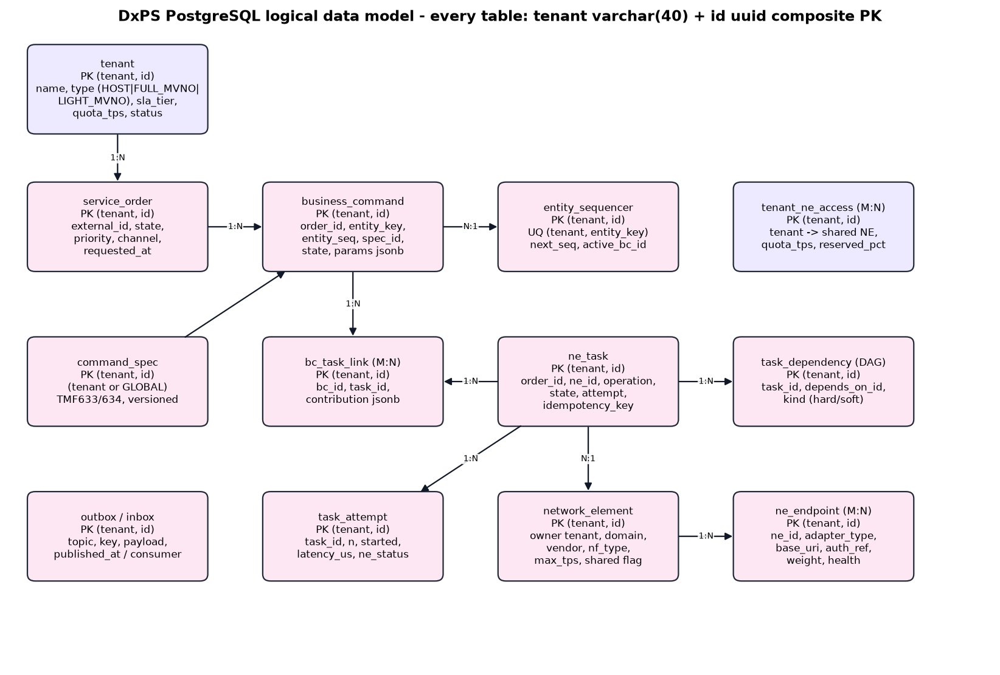 DxPS PostgreSQL logical data model - every table: tenant varchar(40) + id uuid composite PK
tenant
PK (tenant, id)
name, type (HOST|FULL_MVNO|
LIGHT_MVNO), sla_tier,
quota_tps, status
1:N
service_order
PK (tenant, id)
external_id, state,
priority, channel,
requested_at
1:N
business_command
PK (tenant, id)
order_id, entity_key,
entity_seq, spec_id,
state, params jsonb
N:1
entity_sequencer
PK (tenant, id)
UQ (tenant, entity_key)
next_seq, active_bc_id
tenant_ne_access (M:N)
PK (tenant, id)
tenant -> shared NE,
quota_tps, reserved_pct
1:N
command_spec
PK (tenant, id)
(tenant or GLOBAL)
TMF633/634, versioned
bc_task_link (M:N)
PK (tenant, id)
bc_id, task_id,
contribution jsonb
1:N
ne_task
PK (tenant, id)
order_id, ne_id, operation,
state, attempt,
idempotency_key
1:N
task_dependency (DAG)
PK (tenant, id)
task_id, depends_on_id,
kind (hard/soft)
1:N
N:1
outbox / inbox
PK (tenant, id)
topic, key, payload,
published_at / consumer
task_attempt
PK (tenant, id)
task_id, n, started,
latency_us, ne_status
network_element
PK (tenant, id)
owner tenant, domain,
vendor, nf_type,
max_tps, shared flag
1:N
ne_endpoint (M:N)
PK (tenant, id)
ne_id, adapter_type,
base_uri, auth_ref,
weight, health